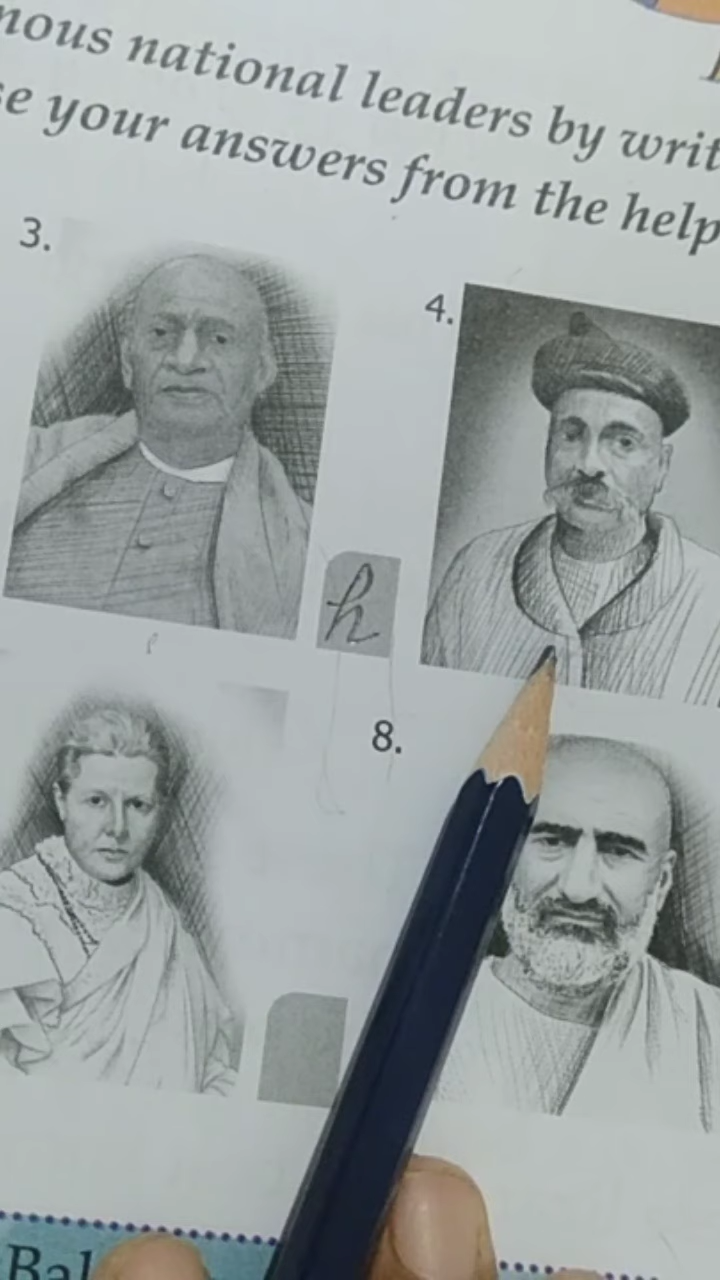 nous national leaders by writ
se your answers from the help
3.
4.
h
8.
Bal